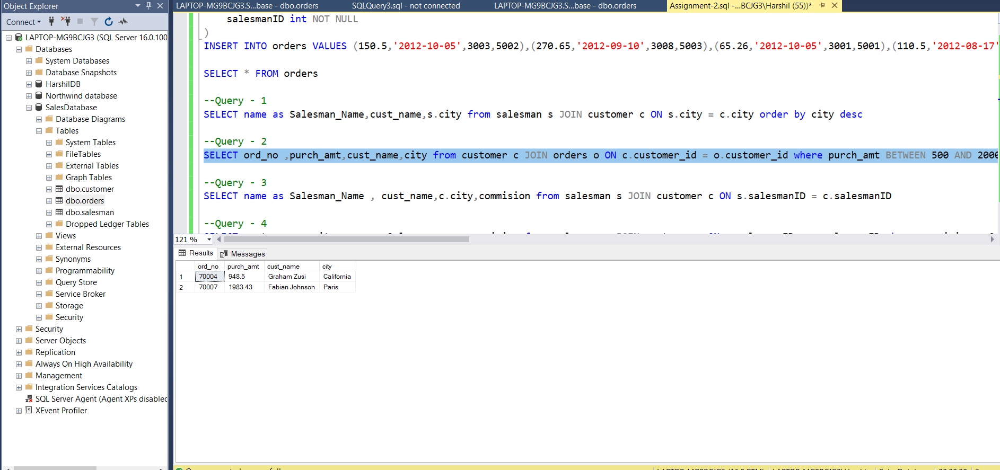 Object Explorer
Connect
LAPTOP-MG9BCJG3 (SQL Server 16.0.100
Databases
System Databases
Database Snapshots
HarshilDB
Northwind database
SalesDatabase
Database Diagrams
Tables
System Tables
FileTables
External Tables
Graph Tables
dbo.customer
dbo.orders
dbo.salesman
Dropped Ledger Tables
Views
External Resources
Synonyms
Programmability
Query Store
Service Broker
Storage
Security
Security
Server Objects
Replication
Always On High Availability
Management
Integration Services Catalogs
SQL Server Agent (Agent XPs disabled
XEvent Profiler
LAPTOP-MG9BCJG3.S...base - dbo.orders SQLQuery3.sql - not connected LAPTOP-MG9BCJG3.S...base - dbo.orders Assignment-2.sql -...BCJG3\Harshil (55))*
salesmanID int NOT NULL
)
INSERT INTO orders VALUES (150.5,'2012-10-05',3003,5002),(270.65,'2012-09-10',3008,5003),(65.26,'2012-10-05',3001,5001),(110.5,'2012-08-17'
SELECT * FROM orders
--Query - 1
SELECT name as Salesman_Name,cust_name,s.city from salesman s JOIN customer c ON s.city = c.city order by city desc
--Query - 2
SELECT ord_no ,purch_amt,cust_name,city from customer c JOIN orders o ON c.customer_id = o.customer_id where purch_amt BETWEEN 500 AND 2000
--Query - 3
SELECT name as Salesman_Name , cust_name,c.city,commision from salesman s JOIN customer c ON s.salesmanID = c.salesmanID
--Query - 4
121 %
Results Messages
ord_no purch_amt cust_name city
1 70004 948.5 Graham Zusi California
2 70007 1983.43 Fabian Johnson Paris